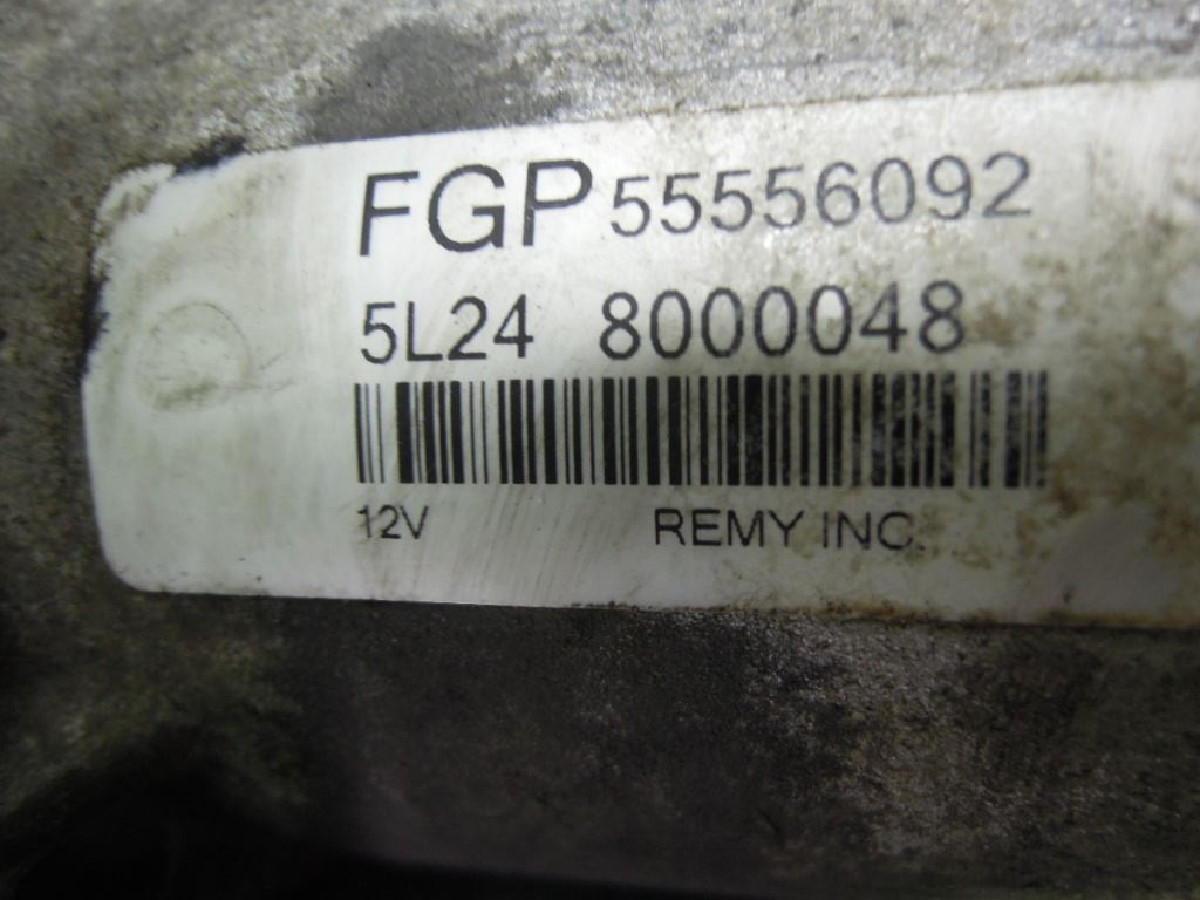 FGP 55556092
5L24 8000048
12V REMY INC.